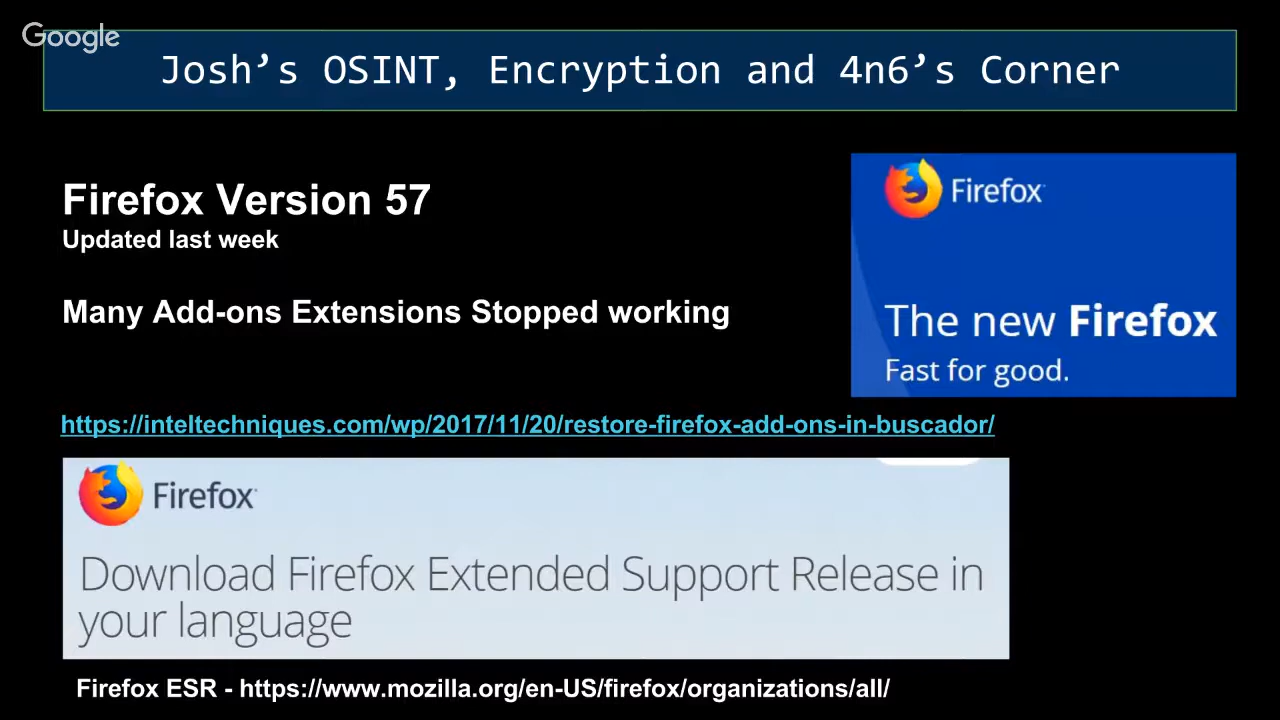 Google
Josh’s OSINT, Encryption and 4n6’s Corner
Firefox Version 57
Updated last week
Many Add-ons Extensions Stopped working
Firefox
The new Firefox
Fast for good.
https://inteltechniques.com/wp/2017/11/20/restore-firefox-add-ons-in-buscador/
Firefox
Download Firefox Extended Support Release in
your language
Firefox ESR - https://www.mozilla.org/en-US/firefox/organizations/all/